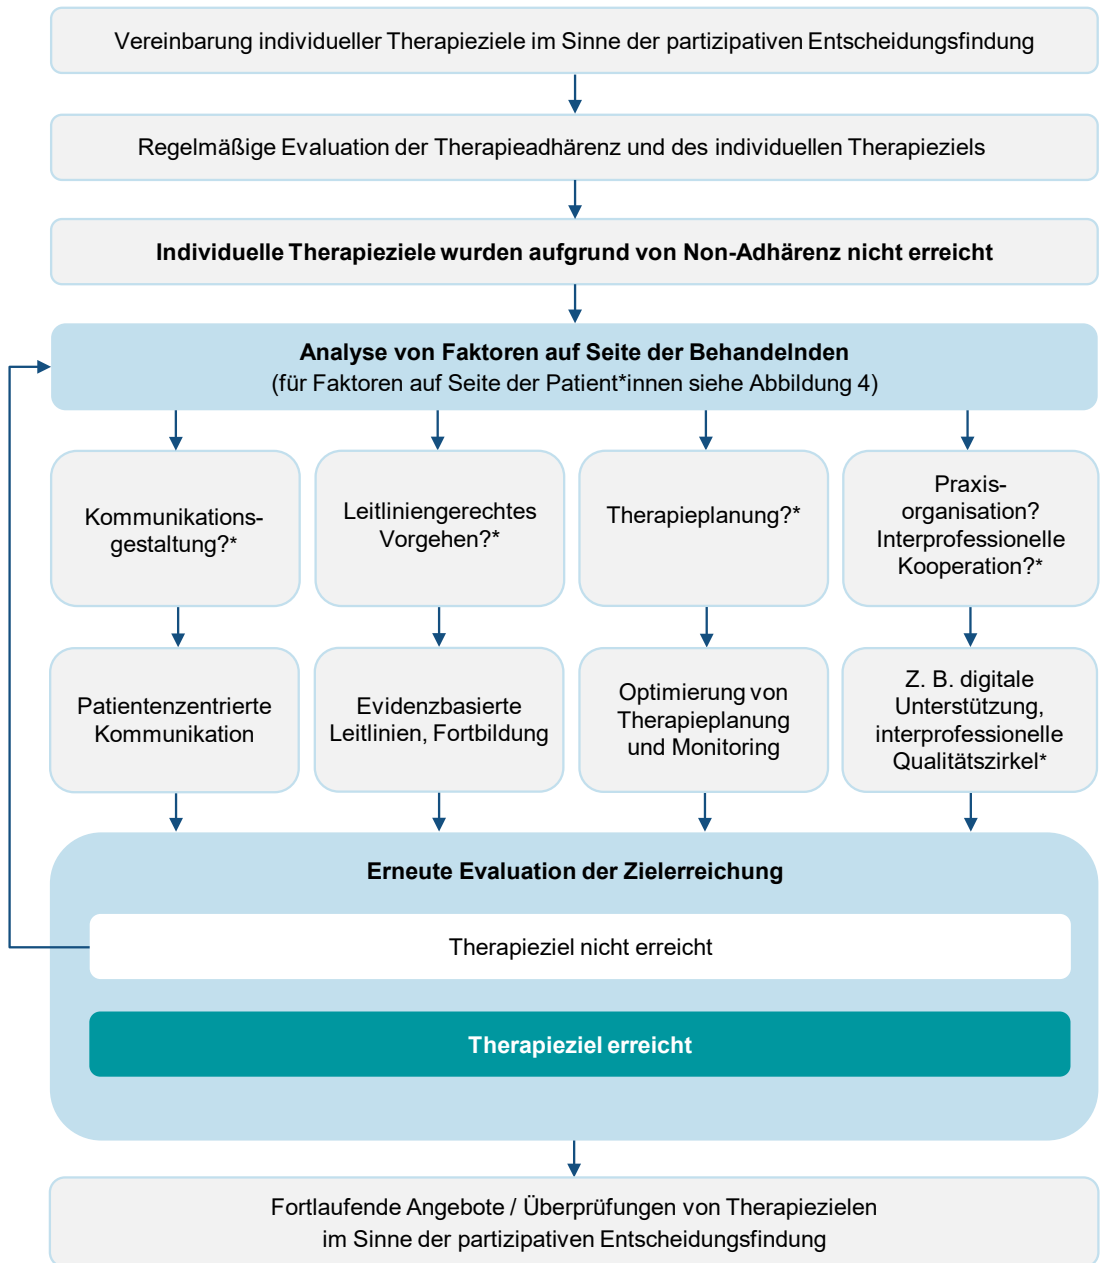 Vereinbarung individueller Therapieziele im Sinne der partizipativen Entscheidungsfindung
Regelmäßige Evaluation der Therapieadhärenz und des individuellen Therapieziels
Individuelle Therapieziele wurden aufgrund von Non-Adhärenz nicht erreicht
Analyse von Faktoren auf Seite der Behandelnden
(für Faktoren auf Seite der Patient*innen siehe Abbildung 4)
Kommunikations-
gestaltung?*
Leitliniengerechtes
Vorgehen?*
Therapieplanung?*
Praxis-
organisation?
Interprofessionelle
Kooperation?*
Patientenzentrierte
Kommunikation
Evidenzbasierte
Leitlinien, Fortbildung
Optimierung von
Therapieplanung
und Monitoring
Z. B. digitale
Unterstützung,
interprofessionelle
Qualitätszirkel*
Erneute Evaluation der Zielerreichung
Therapieziel nicht erreicht
Therapieziel erreicht
Fortlaufende Angebote / Überprüfungen von Therapiezielen
im Sinne der partizipativen Entscheidungsfindung